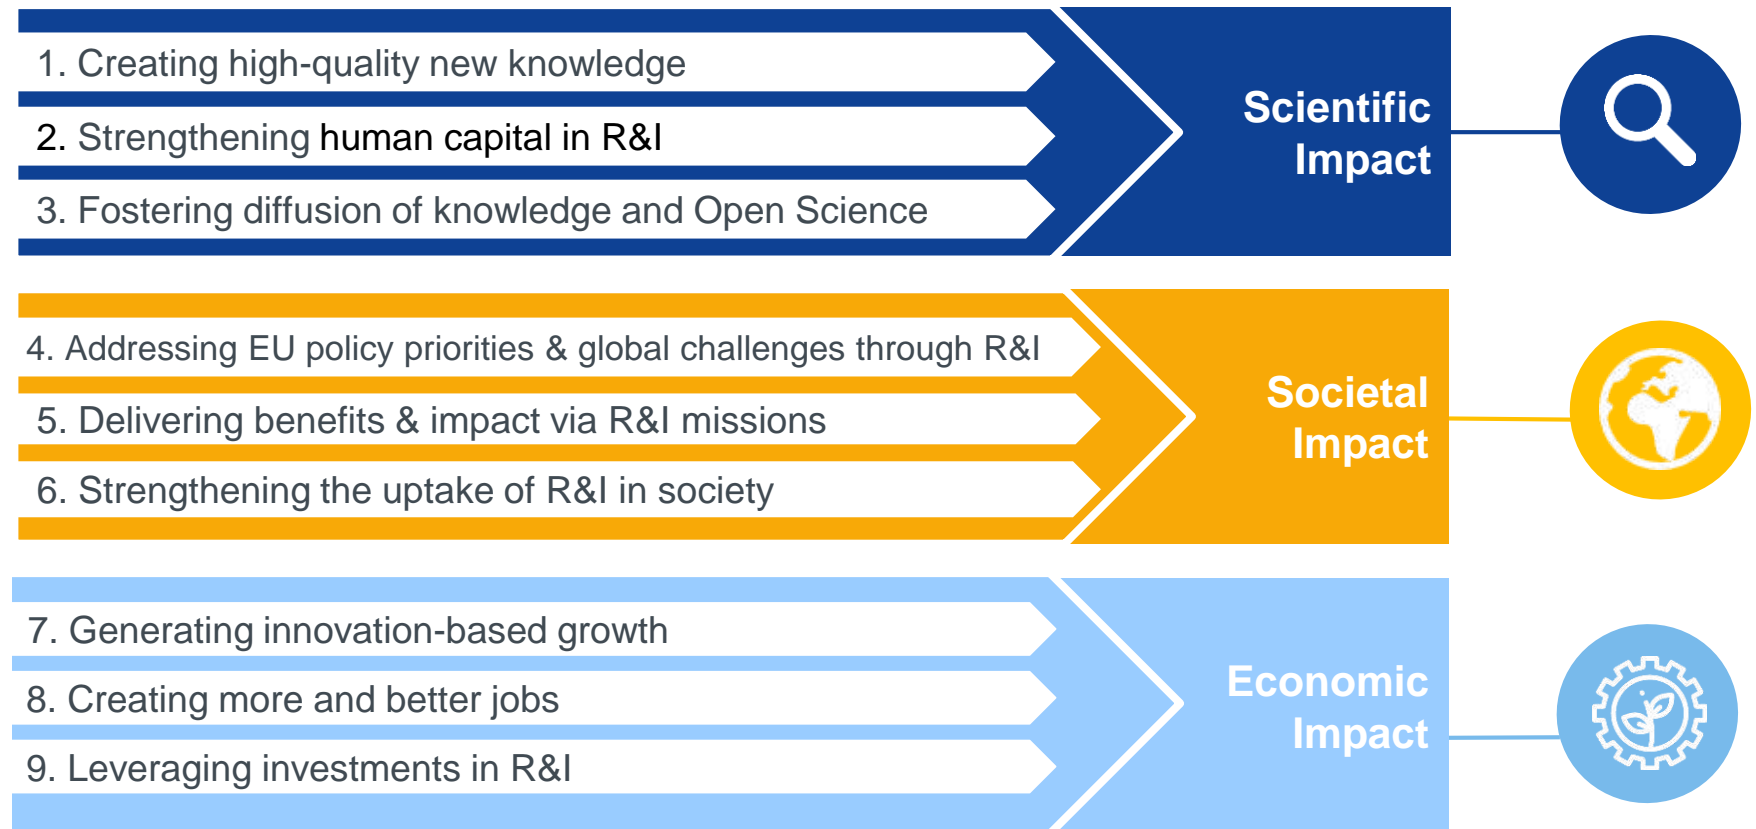 1. Creating high-quality new knowledge
2. Strengthening human capital in R&I
3. Fostering diffusion of knowledge and Open Science
Scientific
Impact
4. Addressing EU policy priorities & global challenges through R&I
5. Delivering benefits & impact via R&I missions
6. Strengthening the uptake of R&I in society
Societal
Impact
7. Generating innovation-based growth
8. Creating more and better jobs
9. Leveraging investments in R&I
Economic
Impact